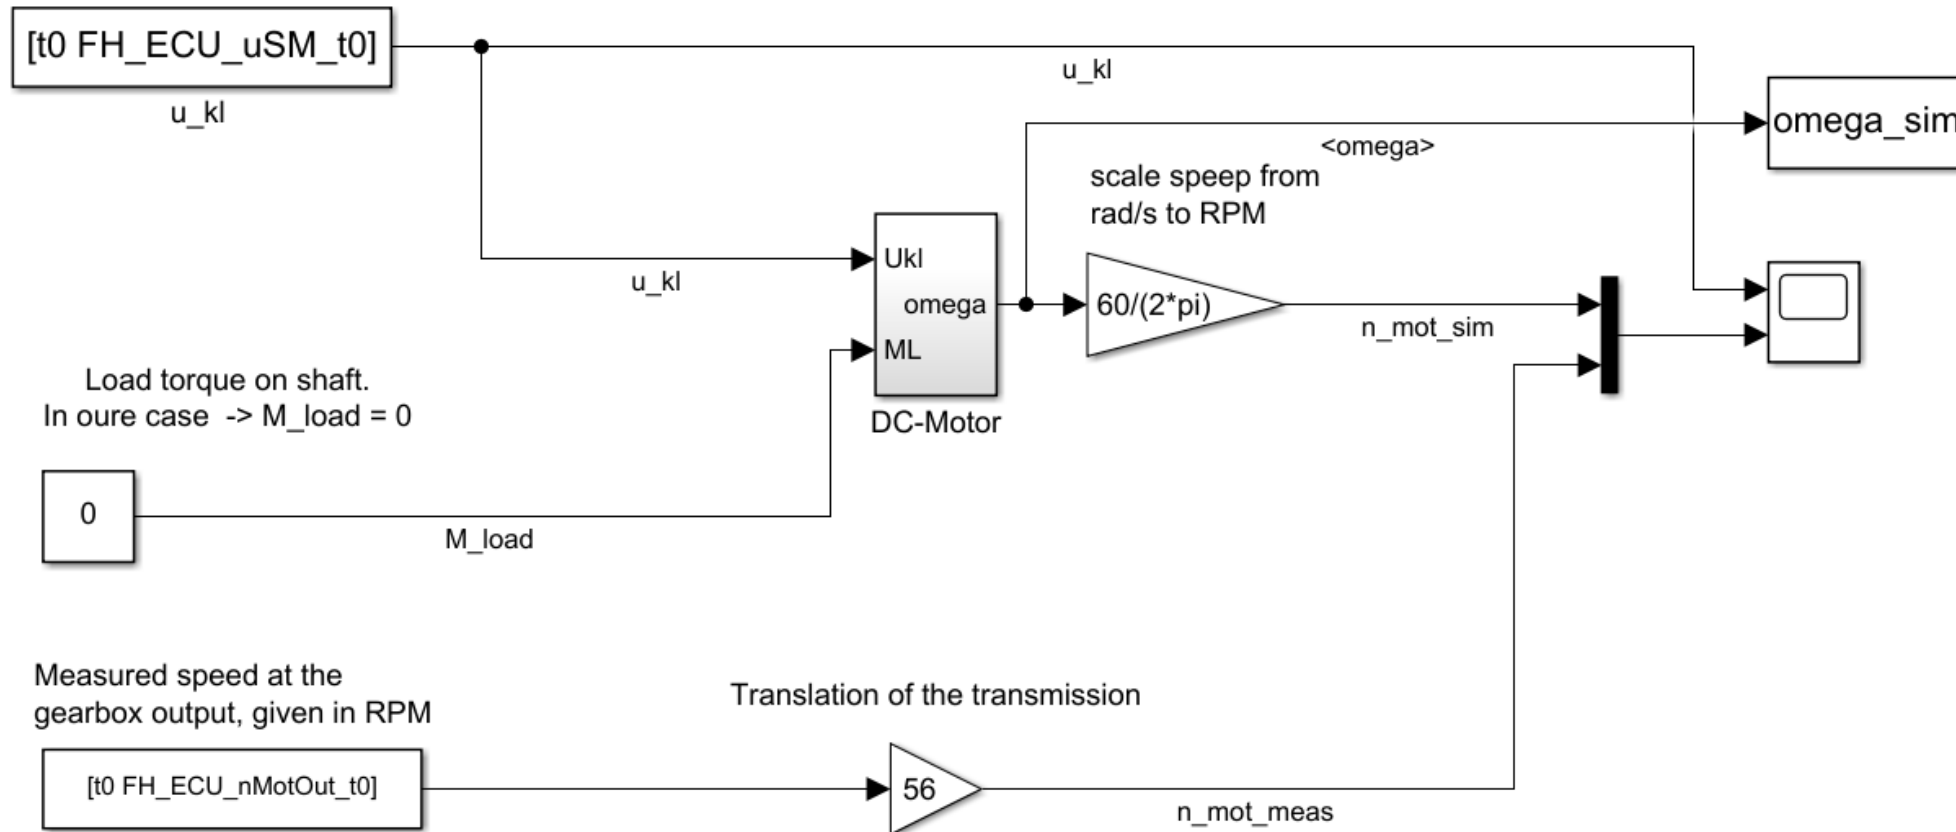 [t0 FH_ECU_uSM_t0]
u_kl
u_kl
omega_sim
<omega>
scale speep from
rad/s to RPM
Ukl
u_kl
omega
60/(2*pi)
n_mot_sim
ML
DC-Motor
Load torque on shaft.
In oure case -> M_load = 0
0
M_load
Measured speed at the
gearbox output, given in RPM
Translation of the transmission
[t0 FH_ECU_nMotOut_t0]
56
n_mot_meas